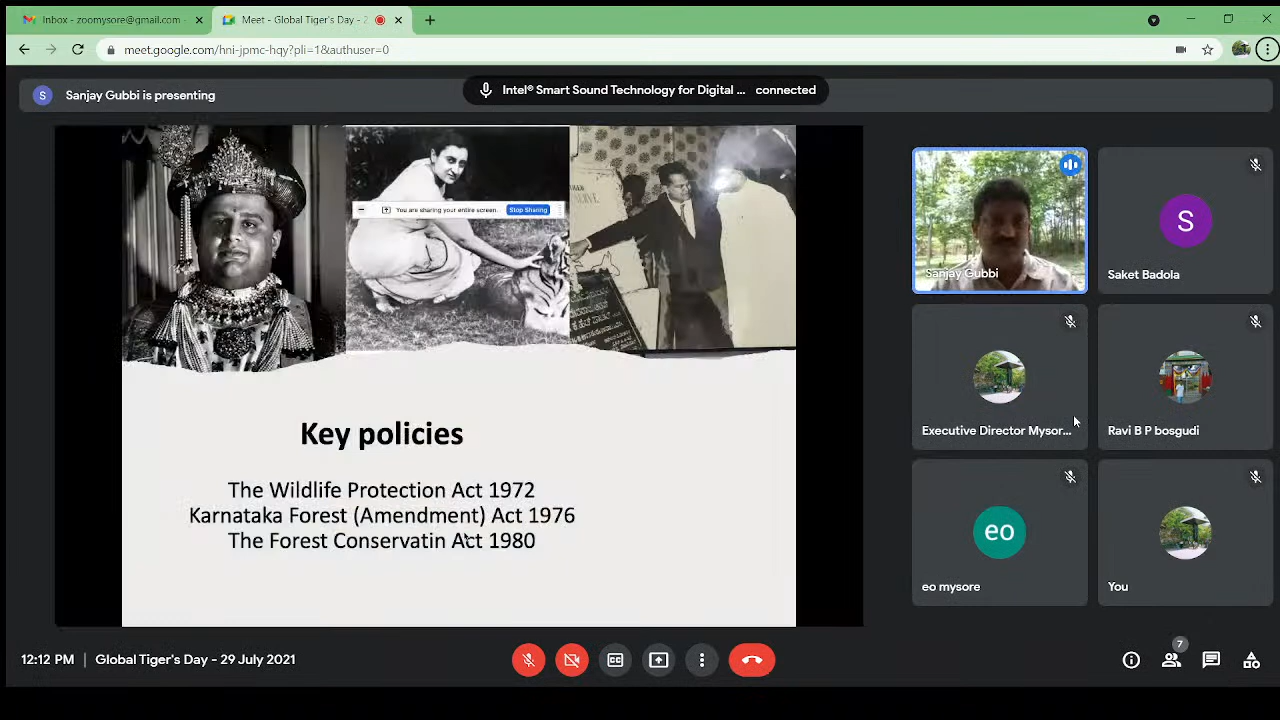 Inbox - zoomysore@gmail.com -
Meet - Global Tiger's Day - 2
meet.google.com/hni-jpmc-hqy?pli=1&authuser=0
S
Sanjay Gubbi is presenting
Intel® Smart Sound Technology for Digital ... connected
You are sharing your entire screen.
Stop Sharing
Key policies
The Wildlife Protection Act 1972
Karnataka Forest (Amendment) Act 1976
The Forest Conservatin Act 1980
Sanjay Gubbi
S
Saket Badola
Executive Director Mysor...
Ravi B P bosgudi
eo
eo mysore
You
12:12 PM | Global Tiger's Day - 29 July 2021
CC
7